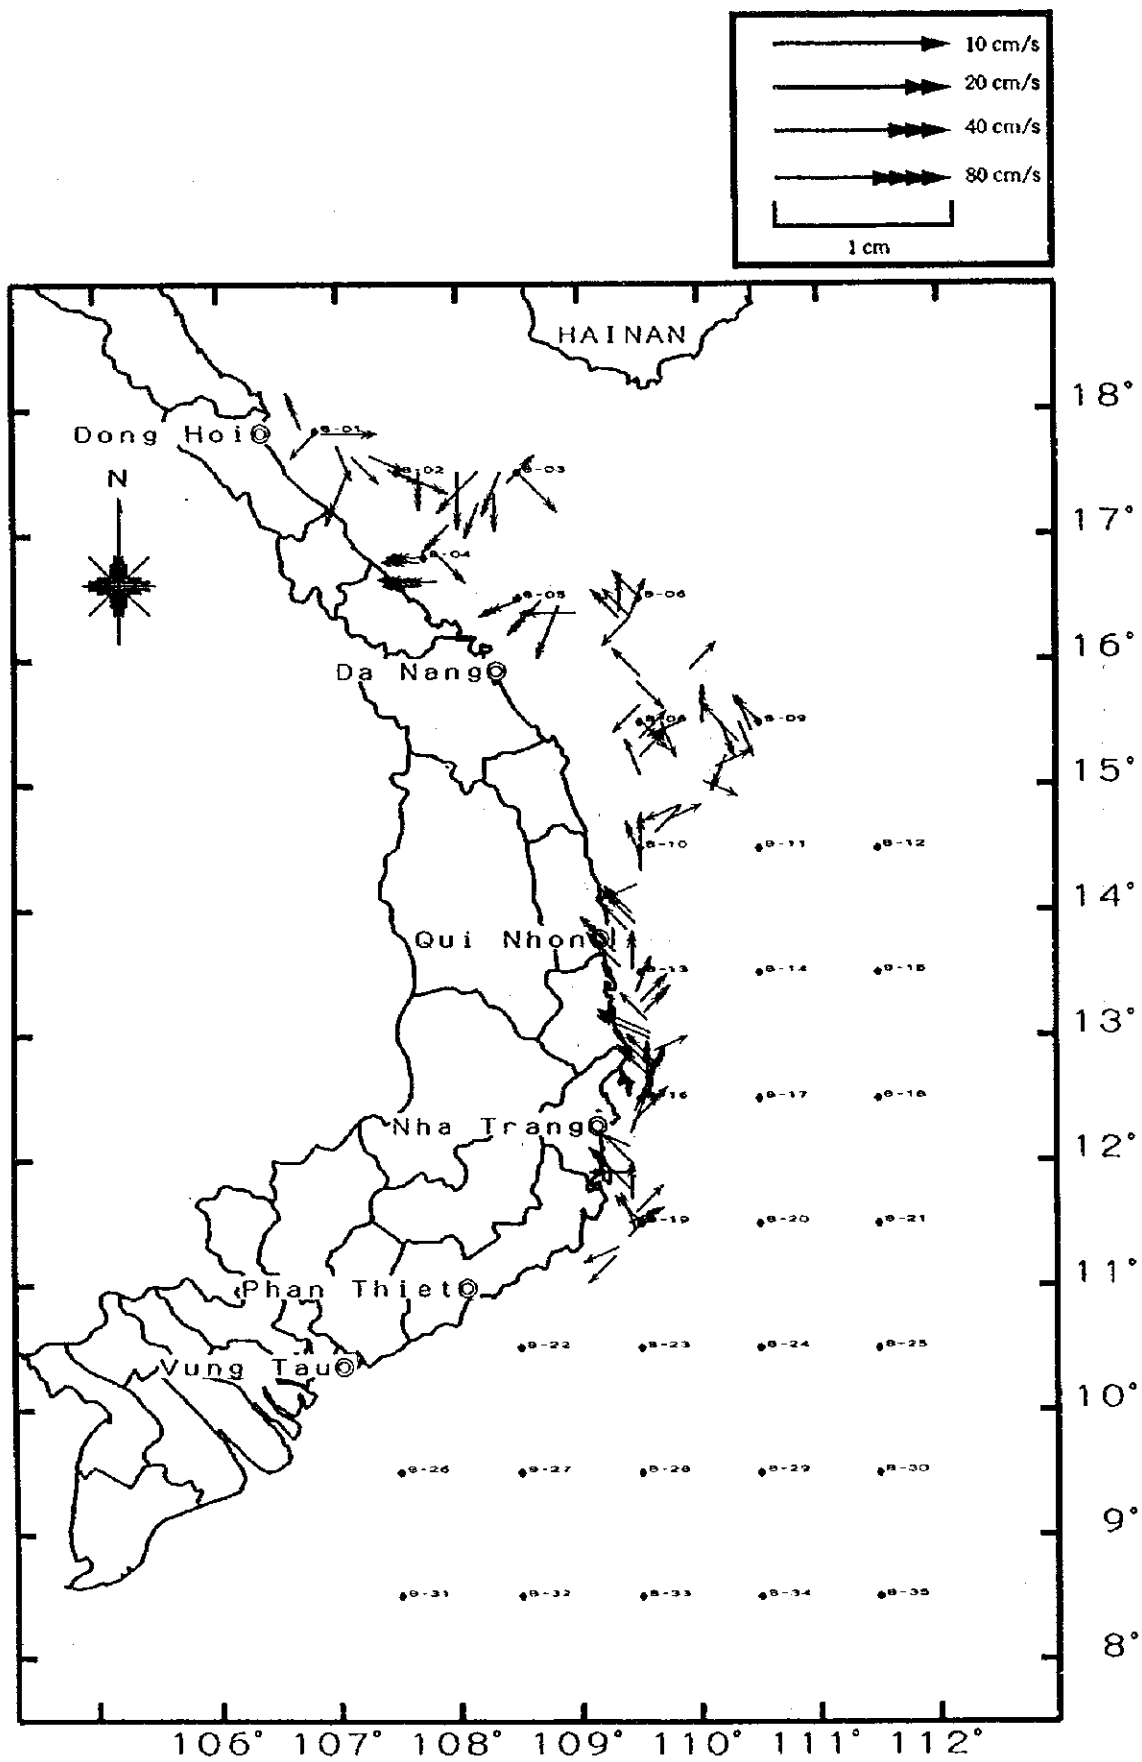 10 cm/s
20 cm/s
40 cm/s
80 cm/s
1 cm
HAINAN
18°
Dong Hoi
S-01
S-02
S-03
N
17°
S-04
S-05
S-06
16°
Da Nang
S-08
S-09
15°
S-10
S-11
S-12
14°
Qui Nhon
S-13
S-14
S-15
13°
S-17
S-18
Nha Trang
12°
S-19
S-20
S-21
11°
Phan Thiet
S-22
S-23
S-24
S-25
Vung Tau
10°
S-26
S-27
S-28
S-29
S-30
9°
S-31
S-32
S-33
S-34
S-35
8°
106° 107° 108° 109° 110° 111° 112°